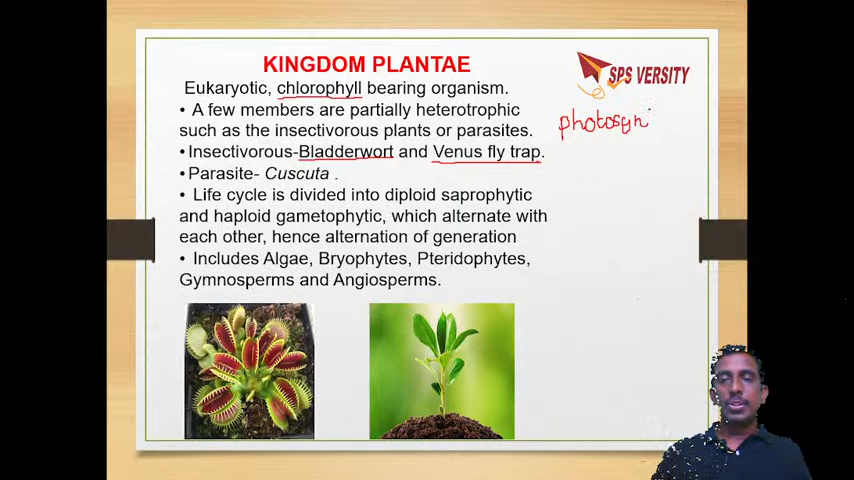 KINGDOM PLANTAE
Eukaryotic, chlorophyll bearing organism.
• A few members are partially heterotrophic
such as the insectivorous plants or parasites.
• Insectivorous-Bladderwort and Venus fly trap.
• Parasite- Cuscuta .
• Life cycle is divided into diploid saprophytic
and haploid gametophytic, which alternate with
each other, hence alternation of generation
• Includes Algae, Bryophytes, Pteridophytes,
Gymnosperms and Angiosperms.
SPS VERSITY
photosyn